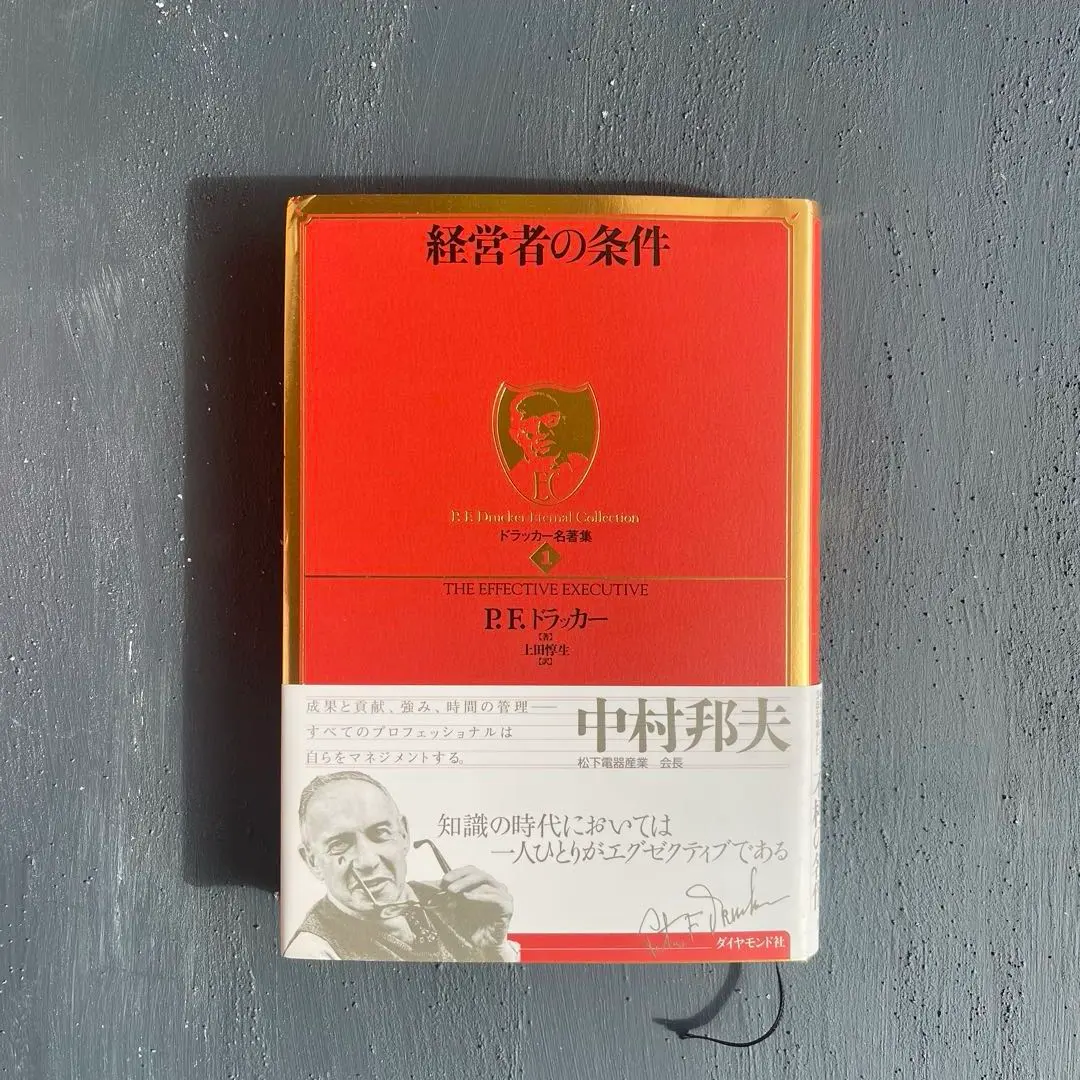 経営者の条件
EC
P. F. Drucker Eternal Collection
ドラッカー名著集
1
THE EFFECTIVE EXECUTIVE
P. F. ドラッカー
[著]
上田惇生
[訳]
成果と貢献、強み、時間の管理——
すべてのプロフェッショナルは
自らをマネジメントする。
中村邦夫
松下電器産業 会長
知識の時代においては
一人ひとりがエグゼクティブである
Peter F. Drucker
ダイヤモンド社